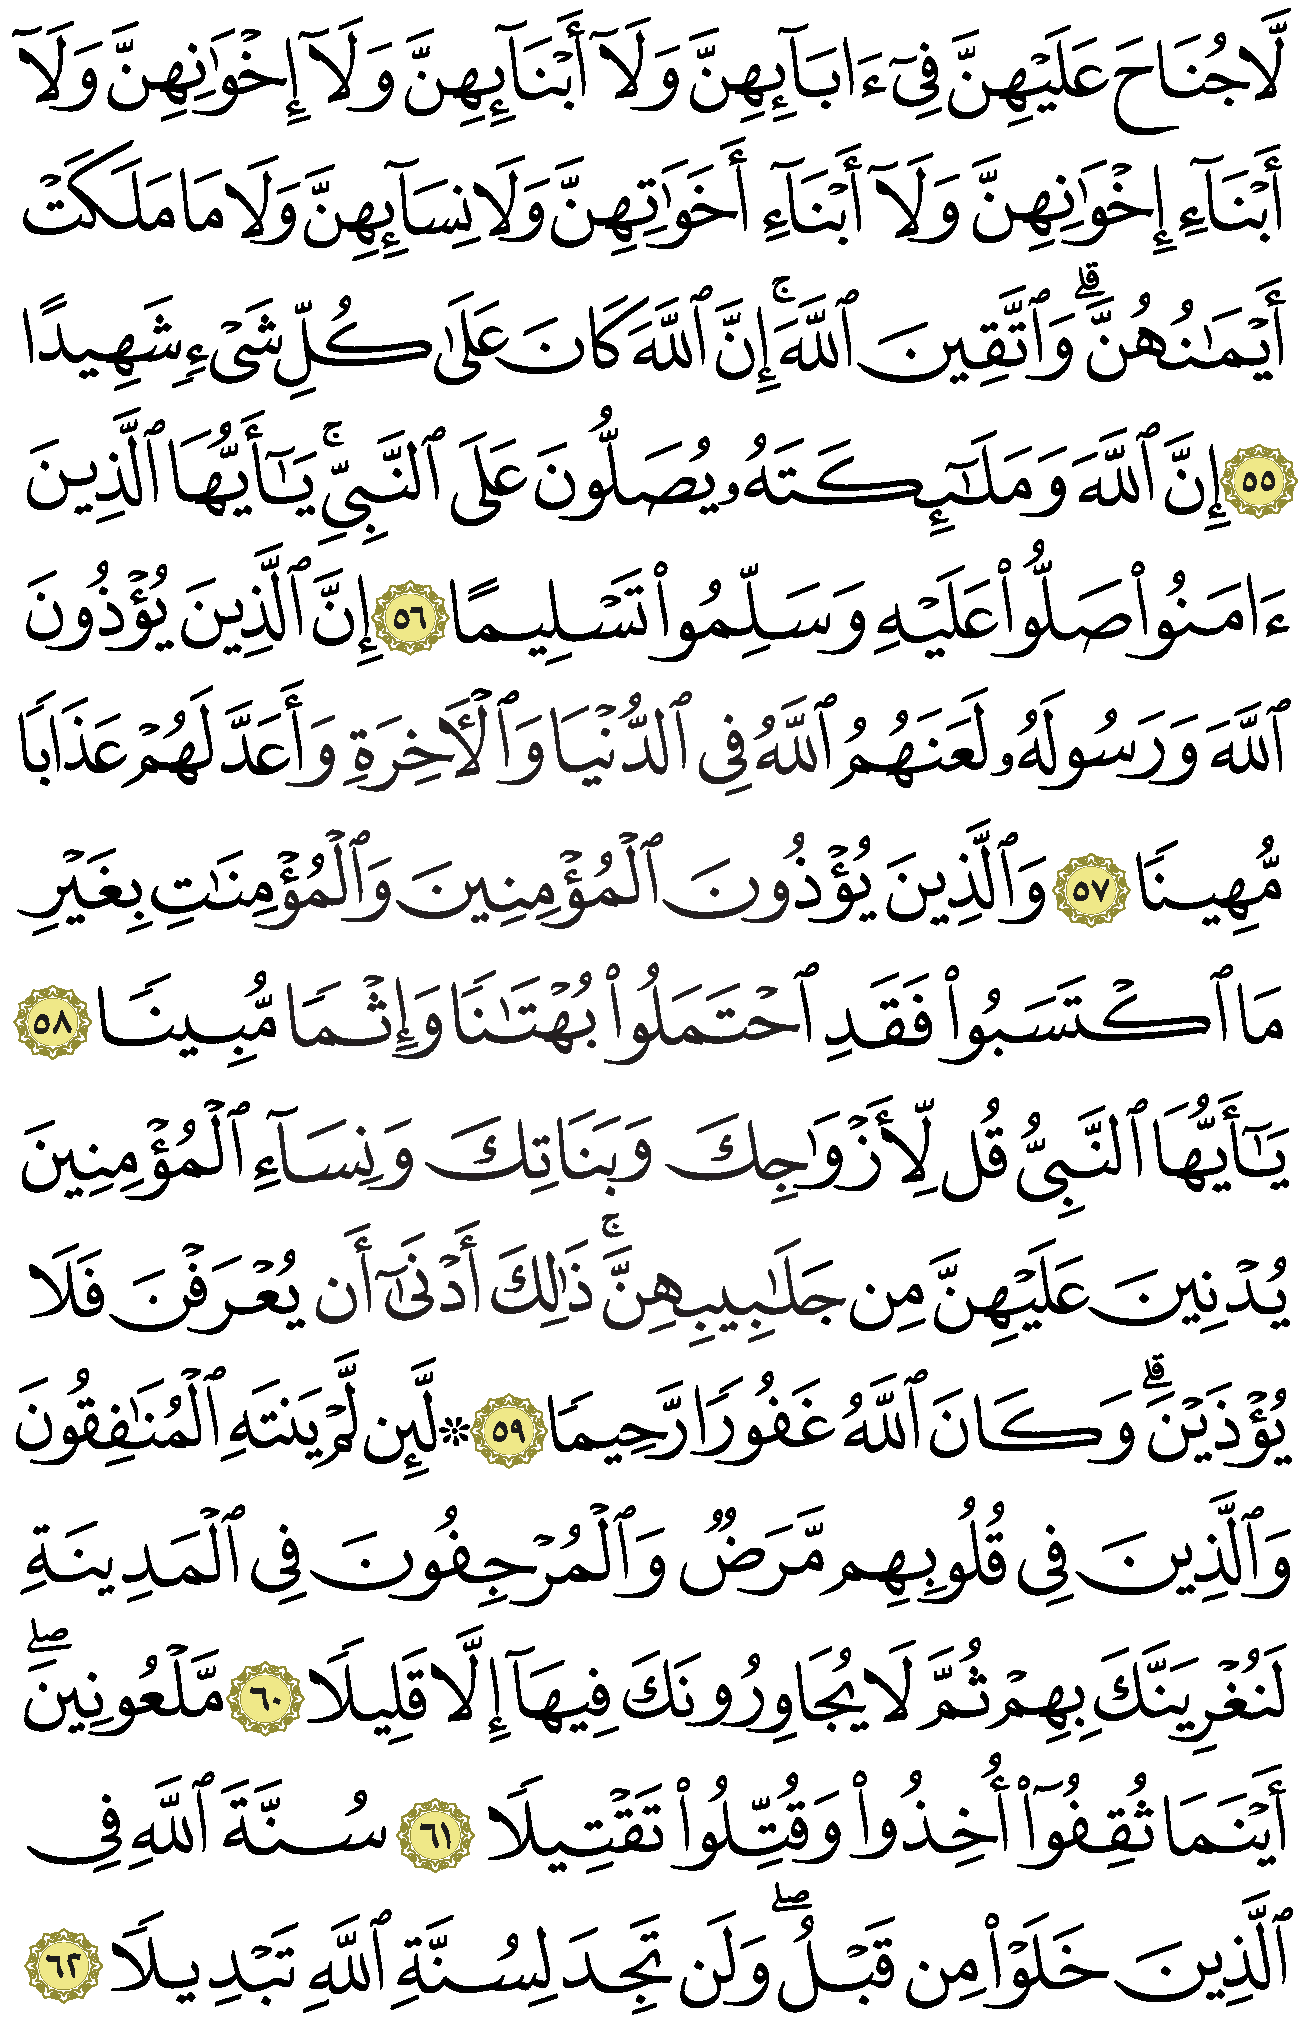 لَّا جُنَاحَ عَلَيْهِنَّ فِىٓ ءَابَآئِهِنَّ وَلَآ أَبْنَآئِهِنَّ وَلَآ إِخْوَٰنِهِنَّ وَلَآ
أَبْنَآءِ إِخْوَٰنِهِنَّ وَلَآ أَبْنَآءِ أَخَوَٰتِهِنَّ وَلَا نِسَآئِهِنَّ وَلَا مَا مَلَكَتْ
أَيْمَـٰنُهُنَّ ۗ وَٱتَّقِينَ ٱللَّهَ ۚ إِنَّ ٱللَّهَ كَانَ عَلَىٰ كُلِّ شَىْءٍ شَهِيدًا
٥٥ إِنَّ ٱللَّهَ وَمَلَـٰٓئِكَتَهُۥ يُصَلُّونَ عَلَى ٱلنَّبِىِّ ۚ يَـٰٓأَيُّهَا ٱلَّذِينَ
ءَامَنُوا۟ صَلُّوا۟ عَلَيْهِ وَسَلِّمُوا۟ تَسْلِيمًا ٥٦ إِنَّ ٱلَّذِينَ يُؤْذُونَ
ٱللَّهَ وَرَسُولَهُۥ لَعَنَهُمُ ٱللَّهُ فِى ٱلدُّنْيَا وَٱلْـَٔاخِرَةِ وَأَعَدَّ لَهُمْ عَذَابًا
مُّهِينًا ٥٧ وَٱلَّذِينَ يُؤْذُونَ ٱلْمُؤْمِنِينَ وَٱلْمُؤْمِنَـٰتِ بِغَيْرِ
مَا ٱكْتَسَبُوا۟ فَقَدِ ٱحْتَمَلُوا۟ بُهْتَـٰنًا وَإِثْمًا مُّبِينًا ٥٨
يَـٰٓأَيُّهَا ٱلنَّبِىُّ قُل لِّأَزْوَٰجِكَ وَبَنَاتِكَ وَنِسَآءِ ٱلْمُؤْمِنِينَ
يُدْنِينَ عَلَيْهِنَّ مِن جَلَـٰبِيبِهِنَّ ۚ ذَٰلِكَ أَدْنَىٰٓ أَن يُعْرَفْنَ فَلَا
يُؤْذَيْنَ ۗ وَكَانَ ٱللَّهُ غَفُورًا رَّحِيمًا ٥٩ ۞ لَّئِن لَّمْ يَنتَهِ ٱلْمُنَـٰفِقُونَ
وَٱلَّذِينَ فِى قُلُوبِهِم مَّرَضٌ وَٱلْمُرْجِفُونَ فِى ٱلْمَدِينَةِ
لَنُغْرِيَنَّكَ بِهِمْ ثُمَّ لَا يُجَاوِرُونَكَ فِيهَآ إِلَّا قَلِيلًا ٦٠ مَّلْعُونِينَ ۖ
أَيْنَمَا ثُقِفُوٓا۟ أُخِذُوا۟ وَقُتِّلُوا۟ تَقْتِيلًا ٦١ سُنَّةَ ٱللَّهِ فِى
ٱلَّذِينَ خَلَوْا۟ مِن قَبْلُ ۖ وَلَن تَجِدَ لِسُنَّةِ ٱللَّهِ تَبْدِيلًا ٦٢